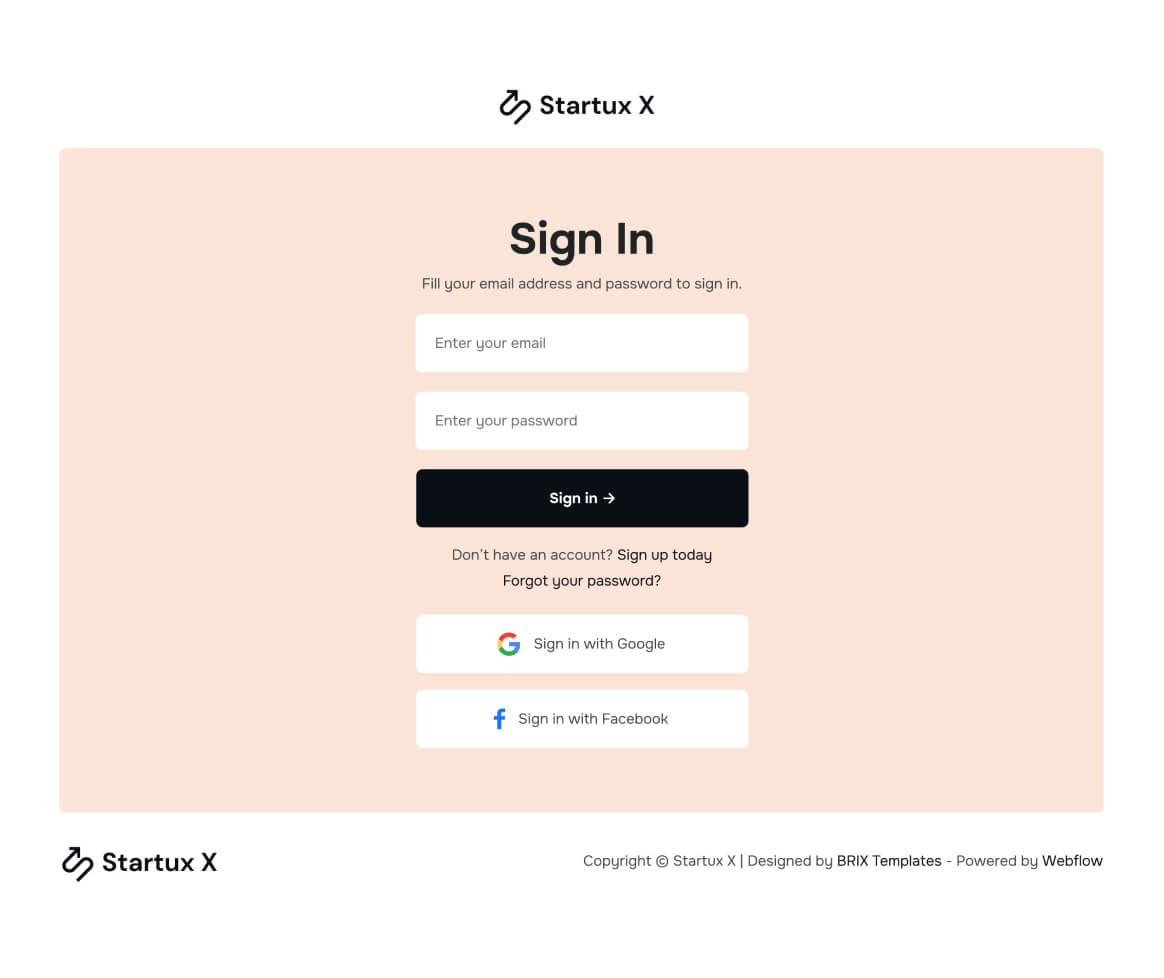 Startux X
Sign In
Fill your email address and password to sign in.
Enter your email
Enter your password
Sign in →
Don't have an account? Sign up today
Forgot your password?
Sign in with Google
Sign in with Facebook
Startux X
Copyright © Startux X | Designed by BRIX Templates - Powered by Webflow